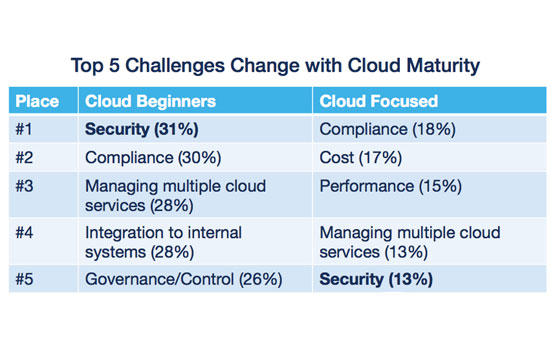 Top 5 Challenges Change with Cloud Maturity
Place Cloud Beginners Cloud Focused
#1 Security (31%) Compliance (18%)
#2 Compliance (30%) Cost (17%)
#3 Managing multiple cloud services (28%) Performance (15%)
#4 Integration to internal systems (28%) Managing multiple cloud services (13%)
#5 Governance/Control (26%) Security (13%)